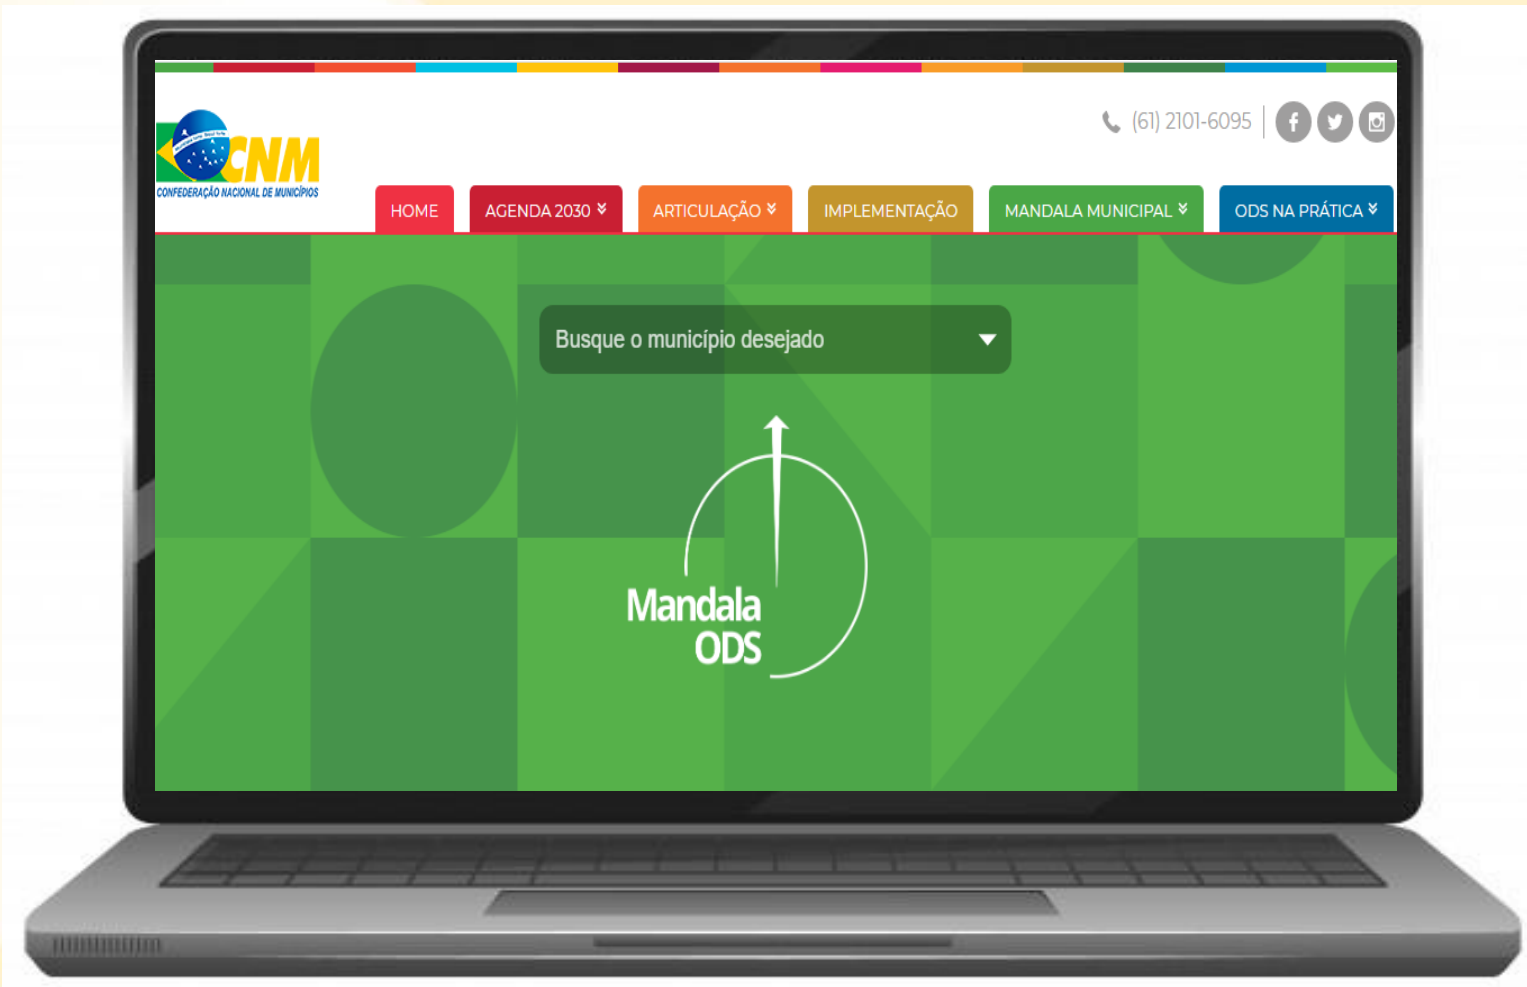 (61) 2101-6095
CNM
CONFEDERAÇÃO NACIONAL DE MUNICÍPIOS
HOME
AGENDA 2030
ARTICULAÇÃO
IMPLEMENTAÇÃO
MANDALA MUNICIPAL
ODS NA PRÁTICA
Busque o município desejado
Mandala
ODS